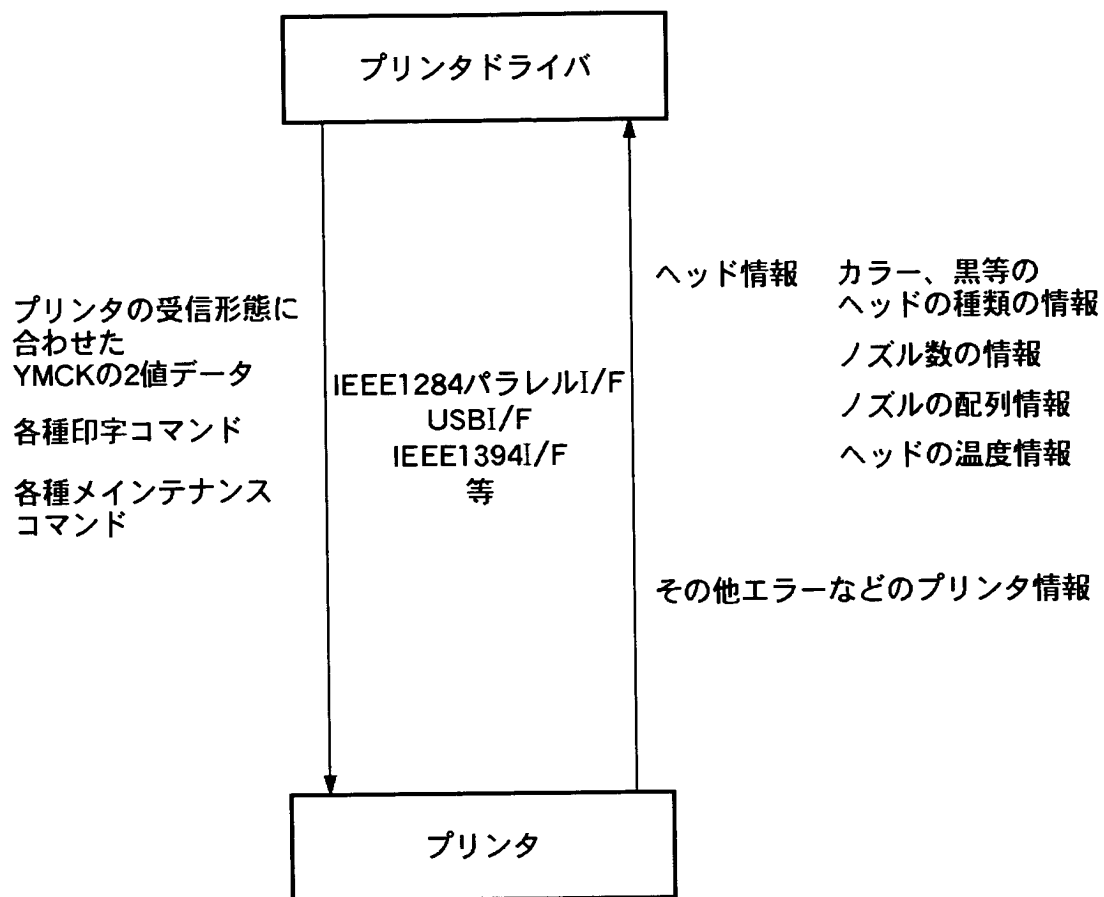 プリンタドライバ
プリンタの受信形態に
合わせた
YMCKの2値データ
各種印字コマンド
各種メインテナンス
コマンド
IEEE1284パラレルI/F
USBI/F
IEEE1394I/F
等
ヘッド情報 カラー、黒等の
ヘッドの種類の情報
ノズル数の情報
ノズルの配列情報
ヘッドの温度情報
その他エラーなどのプリンタ情報
プリンタ